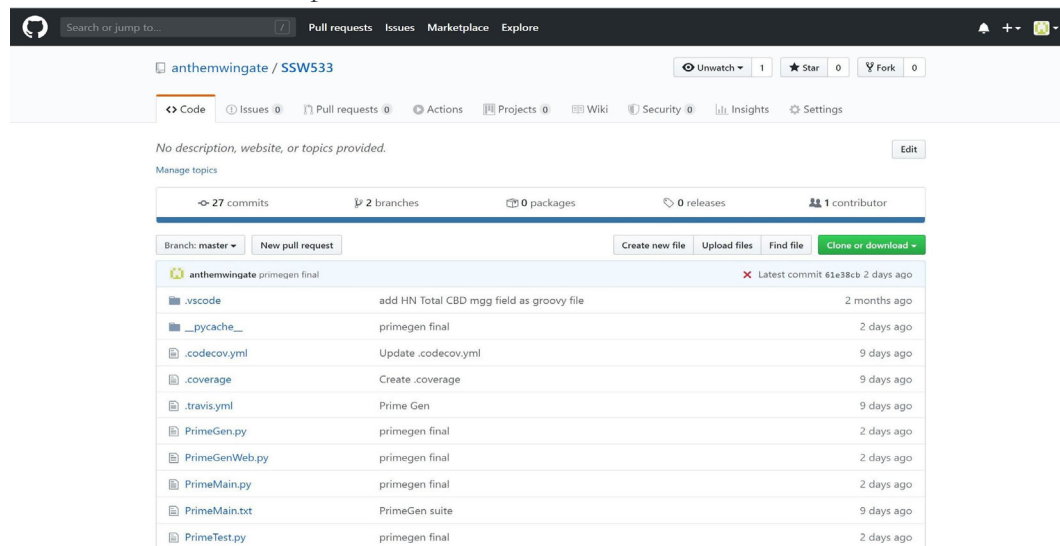 Search or jump to... / Pull requests Issues Marketplace Explore
anthemwingate / SSW533 Unwatch 1 Star 0 Fork 0
Code Issues 0 Pull requests 0 Actions Projects 0 Wiki Security 0 Insights Settings
No description, website, or topics provided. Edit
Manage topics
27 commits 2 branches 0 packages 0 releases 1 contributor
Branch: master New pull request Create new file Upload files Find file Clone or download
anthemwingate primegen final Latest commit 61e38cb 2 days ago
.vscode add HN Total CBD mgg field as groovy file 2 months ago
__pycache__ primegen final 2 days ago
.codecov.yml Update .codecov.yml 9 days ago
.coverage Create .coverage 9 days ago
.travis.yml Prime Gen 9 days ago
PrimeGen.py primegen final 2 days ago
PrimeGenWeb.py primegen final 2 days ago
PrimeMain.py primegen final 2 days ago
PrimeMain.txt PrimeGen suite 9 days ago
PrimeTest.py primegen final 2 days ago